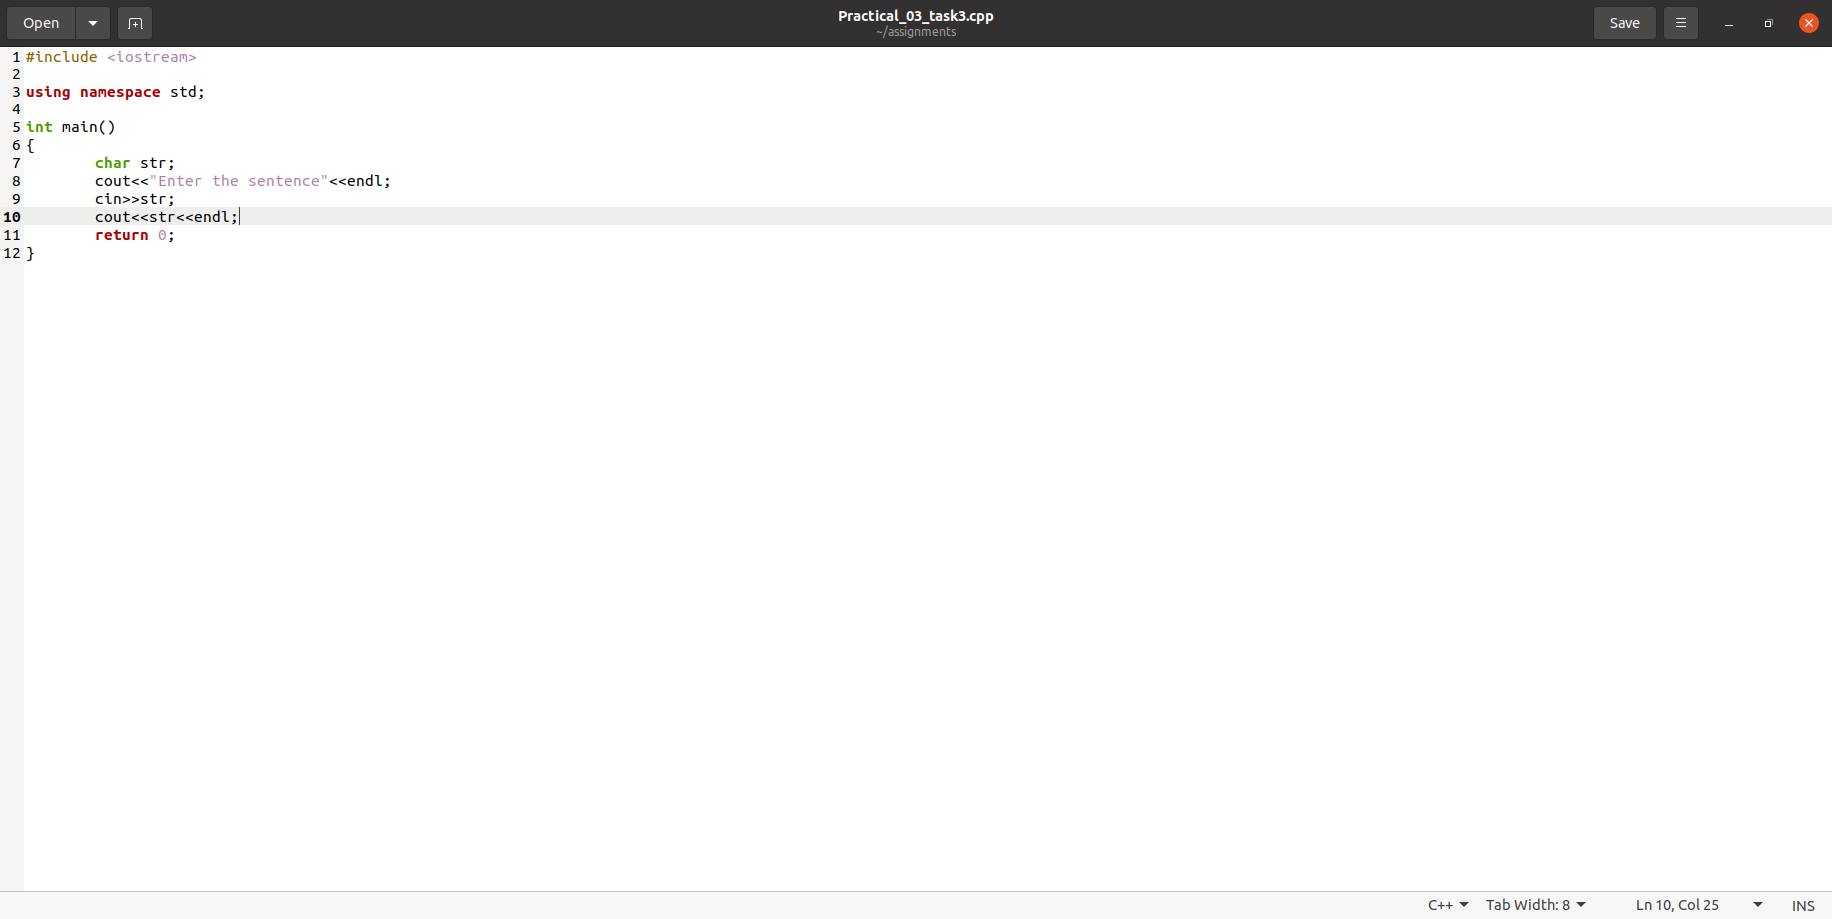 Open
Practical_03_task3.cpp
~/assignments
Save
1 #include <iostream>
2
3 using namespace std;
4
5 int main()
6 {
7         char str;
8         cout<<"Enter the sentence"<<endl;
9         cin>>str;
10         cout<<str<<endl;
11         return 0;
12 }
C++ Tab Width: 8 Ln 10, Col 25 INS